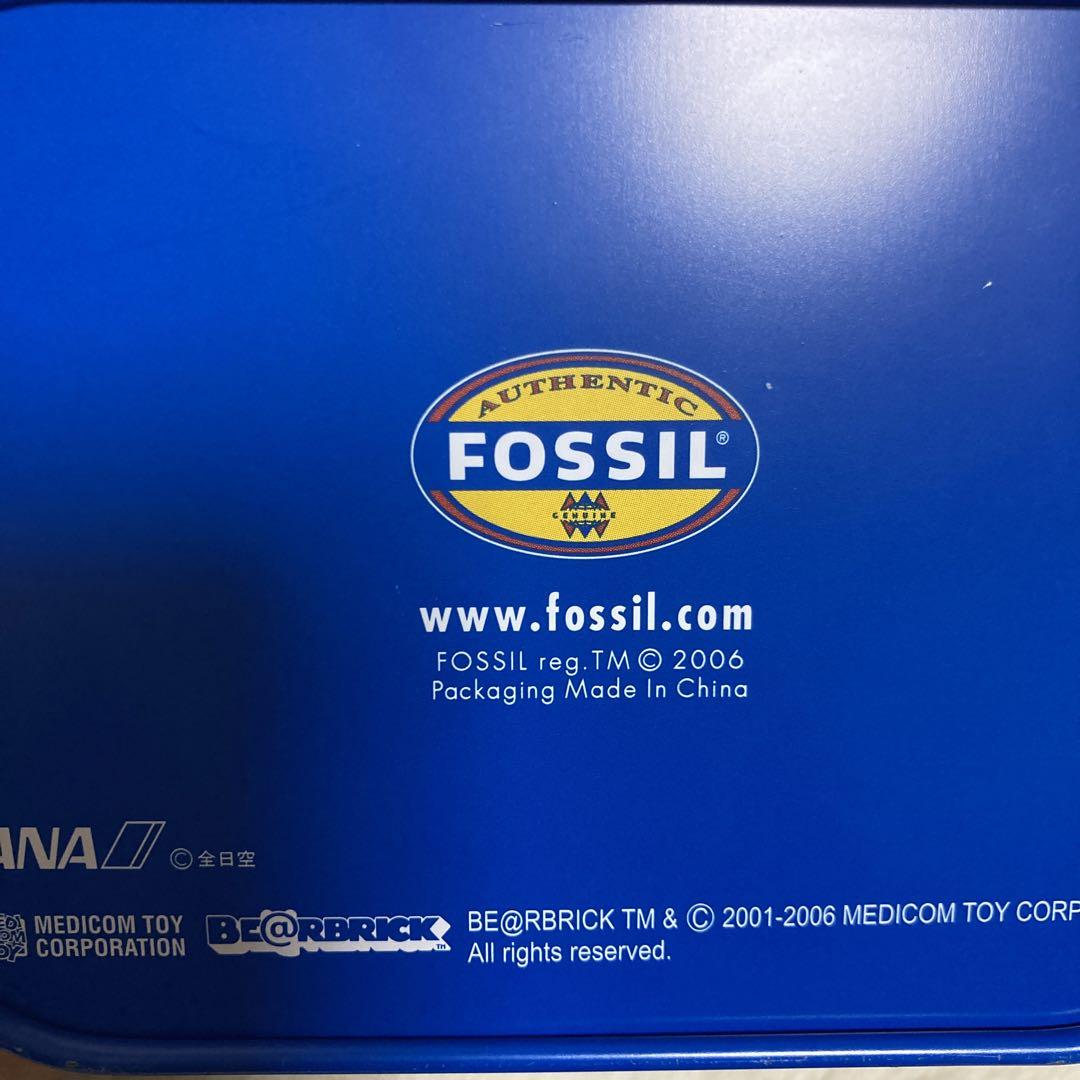 AUTHENTIC
FOSSIL®
GENUINE
www.fossil.com
FOSSIL reg.TM © 2006
Packaging Made In China
ANA © 全日空
MEDICOM TOY
CORPORATION
BE@RBRICK TM
BE@RBRICK TM & © 2001-2006 MEDICOM TOY CORP
All rights reserved.